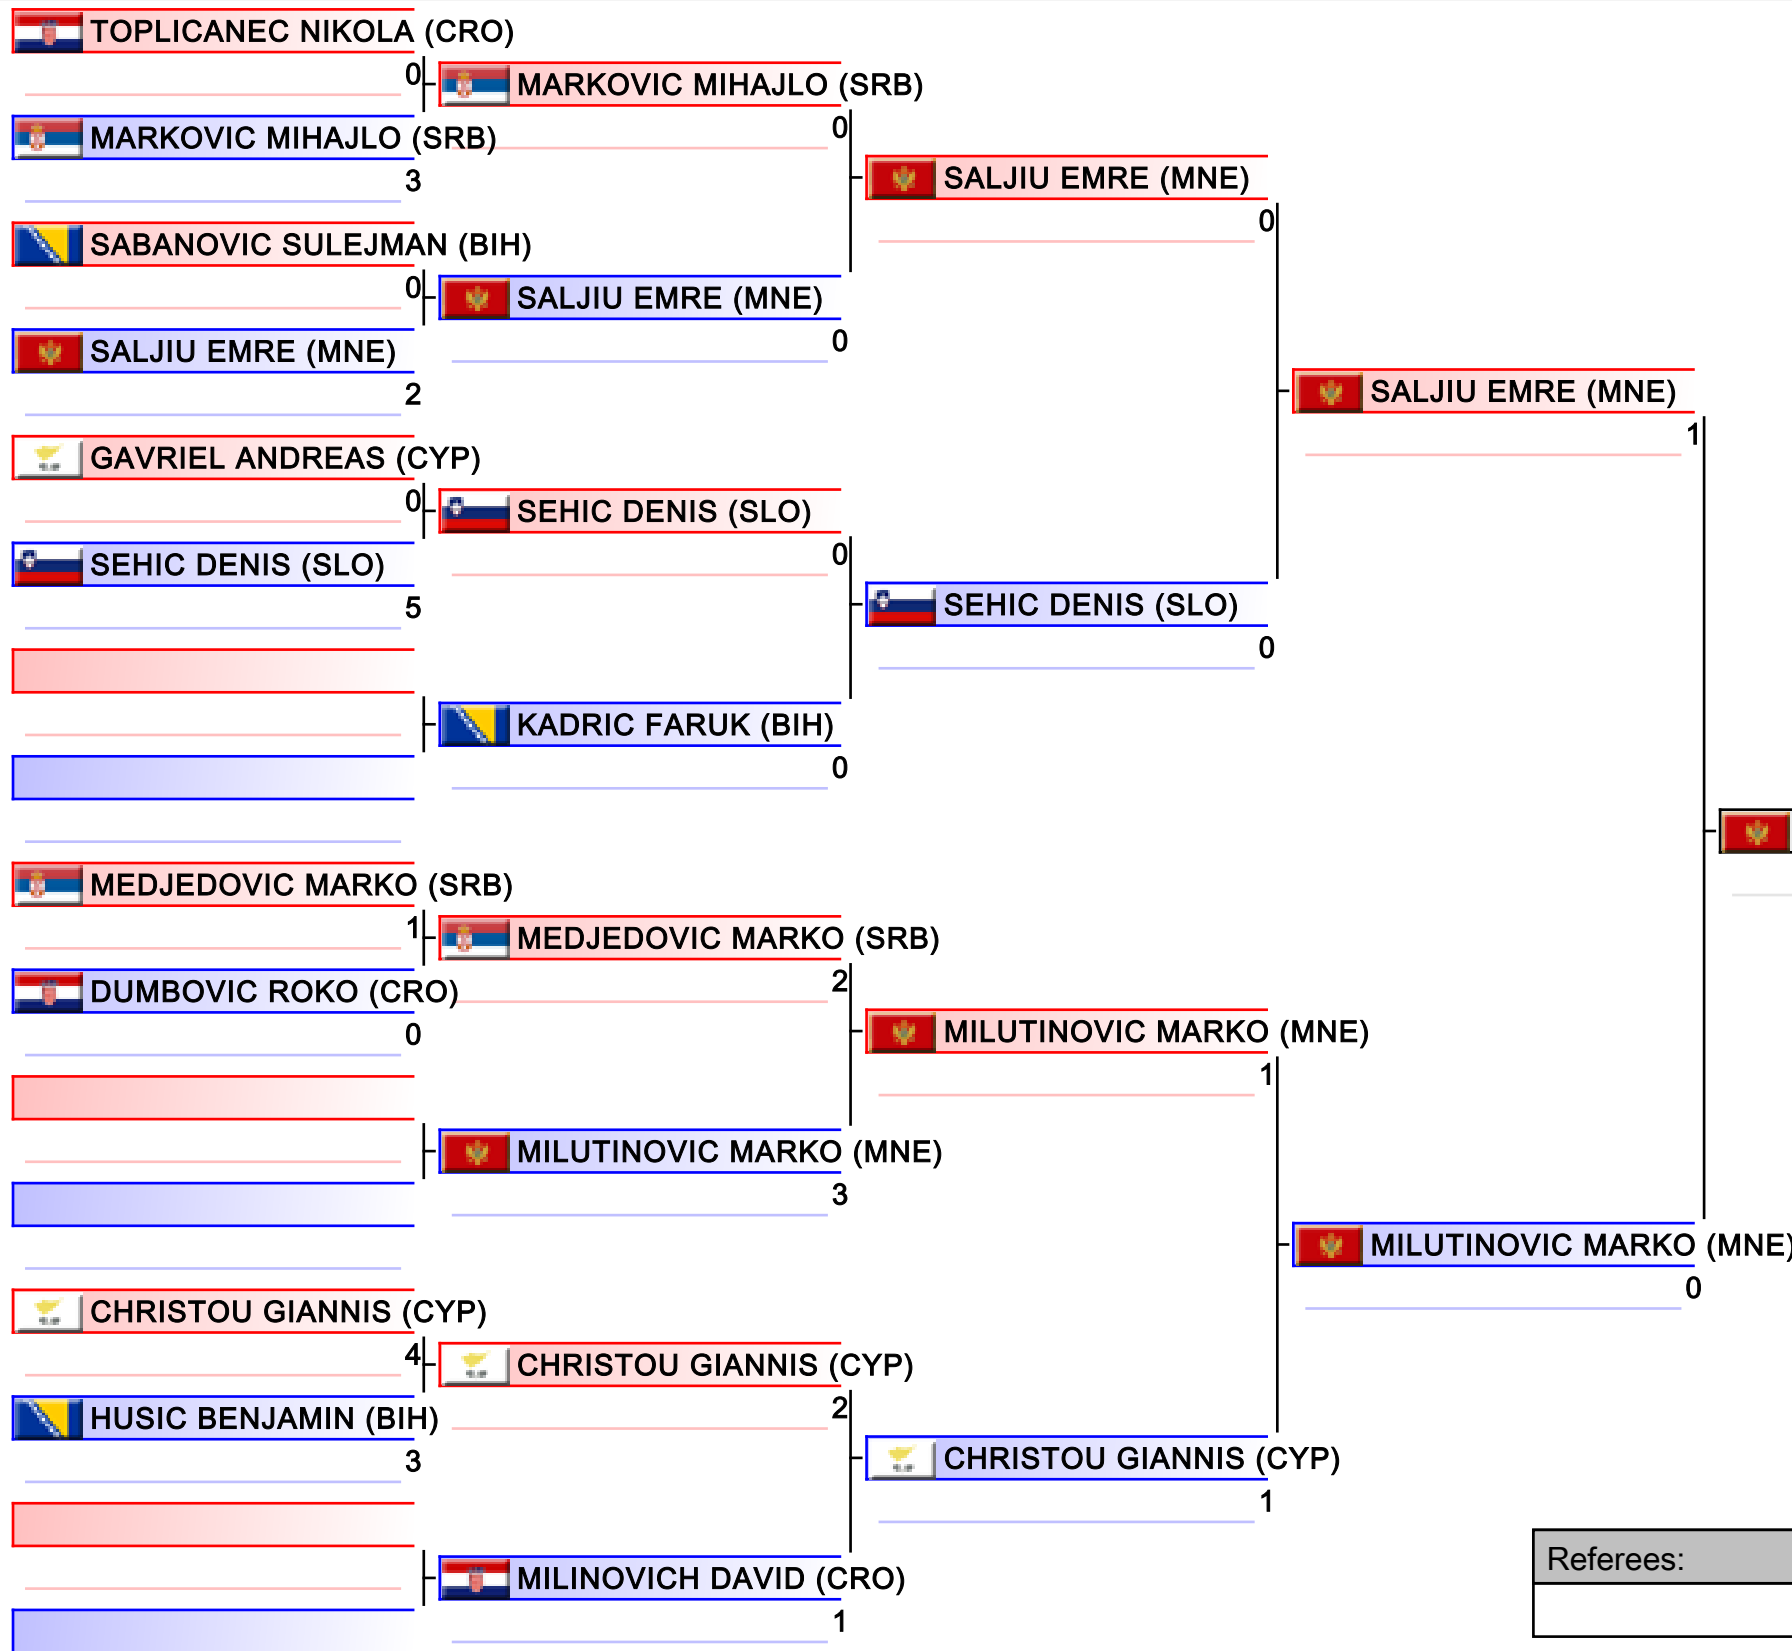 TOPLICANEC NIKOLA (CRO)
0
MARKOVIC MIHAJLO (SRB)
MARKOVIC MIHAJLO (SRB)
0
3
SALJIU EMRE (MNE)
0
SABANOVIC SULEJMAN (BIH)
0
SALJIU EMRE (MNE)
0
SALJIU EMRE (MNE)
2
SALJIU EMRE (MNE)
1
GAVRIEL ANDREAS (CYP)
0
SEHIC DENIS (SLO)
0
SEHIC DENIS (SLO)
5
SEHIC DENIS (SLO)
0
KADRIC FARUK (BIH)
0
MEDJEDOVIC MARKO (SRB)
1
MEDJEDOVIC MARKO (SRB)
2
DUMBOVIC ROKO (CRO)
0
MILUTINOVIC MARKO (MNE)
1
MILUTINOVIC MARKO (MNE)
3
MILUTINOVIC MARKO (MNE)
0
CHRISTOU GIANNIS (CYP)
4
CHRISTOU GIANNIS (CYP)
2
HUSIC BENJAMIN (BIH)
3
CHRISTOU GIANNIS (CYP)
1
MILINOVICH DAVID (CRO)
1
Referees: